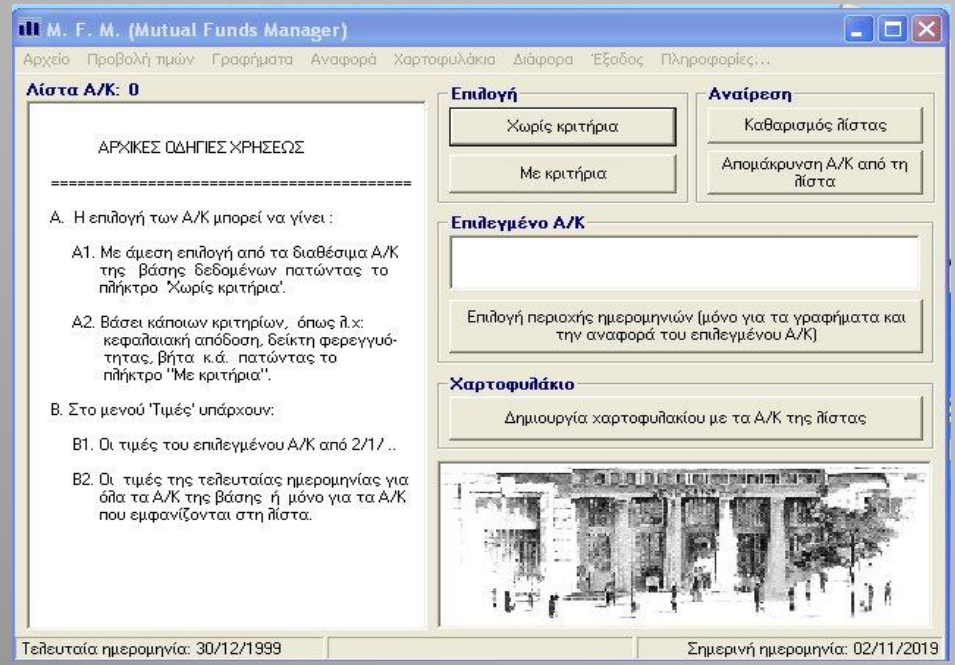 M. F. M. (Mutual Funds Manager)
Αρχείο Προβολή τιμών Γραφήματα Αναφορά Χαρτοφυλάκια Διάφορα Έξοδος Πληροφορίες...
Λίστα Α/Κ: 0
ΑΡΧΙΚΕΣ ΟΔΗΓΙΕΣ ΧΡΗΣΕΩΣ
=========================================
Α. Η επιλογή των Α/Κ μπορεί να γίνει :
Α1. Με άμεση επιλογή από τα διαθέσιμα Α/Κ
της βάσης δεδομένων πατώντας το
πλήκτρο 'Χωρίς κριτήρια'.
Α2. Βάσει κάποιων κριτηρίων, όπως λ.χ:
κεφαλαιακή απόδοση, δείκτη φερεγγυό-
τητας, βήτα κ.ά. πατώντας το
πλήκτρο "Με κριτήρια".
Β. Στο μενού 'Τιμές' υπάρχουν:
Β1. Οι τιμές του επιλεγμένου Α/Κ από 2/1/ ..
Β2. Οι τιμές της τελευταίας ημερομηνίας για
όλα τα Α/Κ της βάσης ή μόνο για τα Α/Κ
που εμφανίζονται στη λίστα.
Επιλογή
Χωρίς κριτήρια
Με κριτήρια
Αναίρεση
Καθαρισμός λίστας
Απομάκρυνση Α/Κ από τη
λίστα
Επιλεγμένο Α/Κ
Επιλογή περιοχής ημερομηνιών (μόνο για τα γραφήματα και
την αναφορά του επιλεγμένου Α/Κ)
Χαρτοφυλάκιο
Δημιουργία χαρτοφυλακίου με τα Α/Κ της λίστας
Τελευταία ημερομηνία: 30/12/1999
Σημερινή ημερομηνία: 02/11/2019